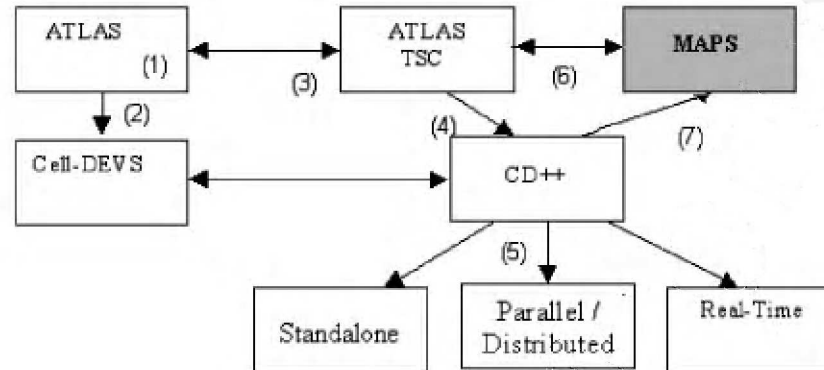 ATLAS
(1)
(3)
ATLAS
TSC
(6)
MAPS
(2)
(4)
(7)
Cell-DEVS
CD++
(5)
Standalone
Parallel /
Distributed
Real-Time